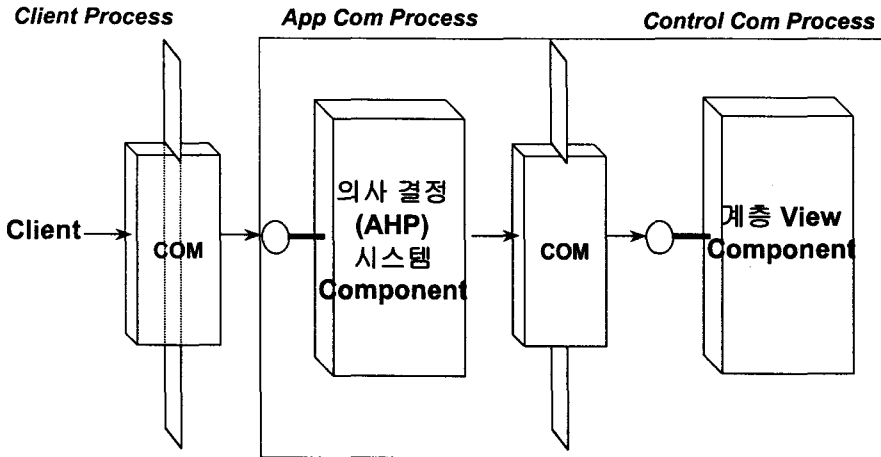 Client Process
App Com Process
Control Com Process
Client
COM
의사 결정
(AHP)
시스템
Component
COM
계층 View
Component